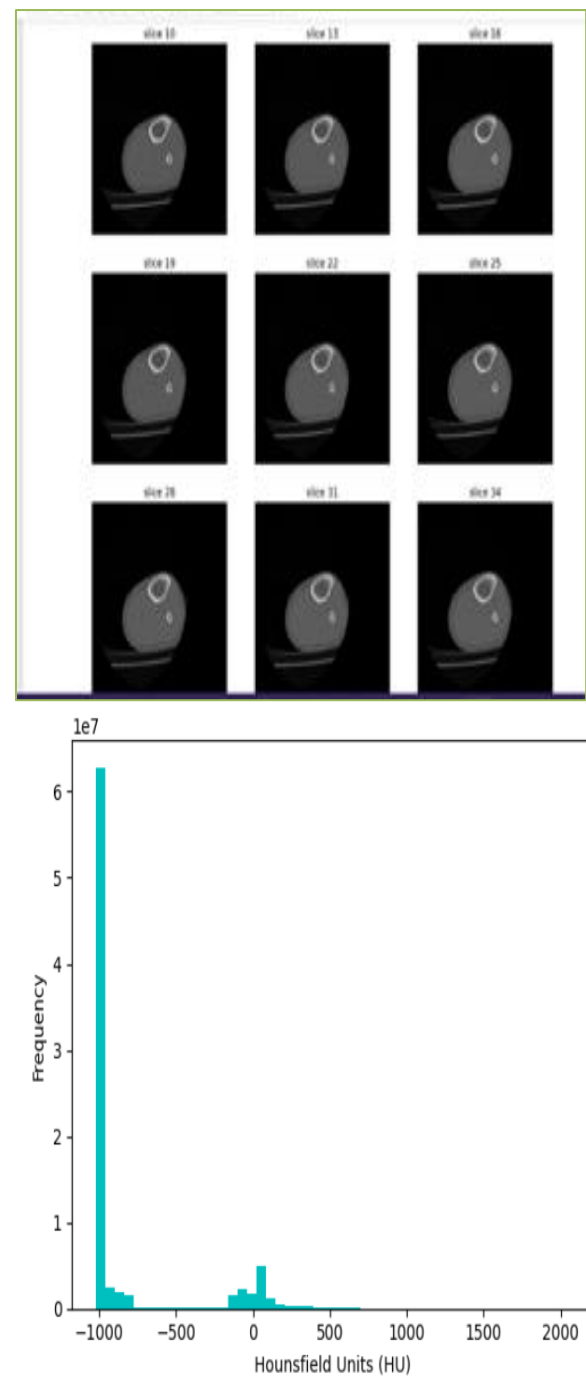 slice 10 slice 13 slice 16
slice 19 slice 22 slice 25
slice 28 slice 31 slice 34
1e7
6
5
4
3
2
1
0
Frequency
−1000 −500 0 500 1000 1500 2000
Hounsfield Units (HU)